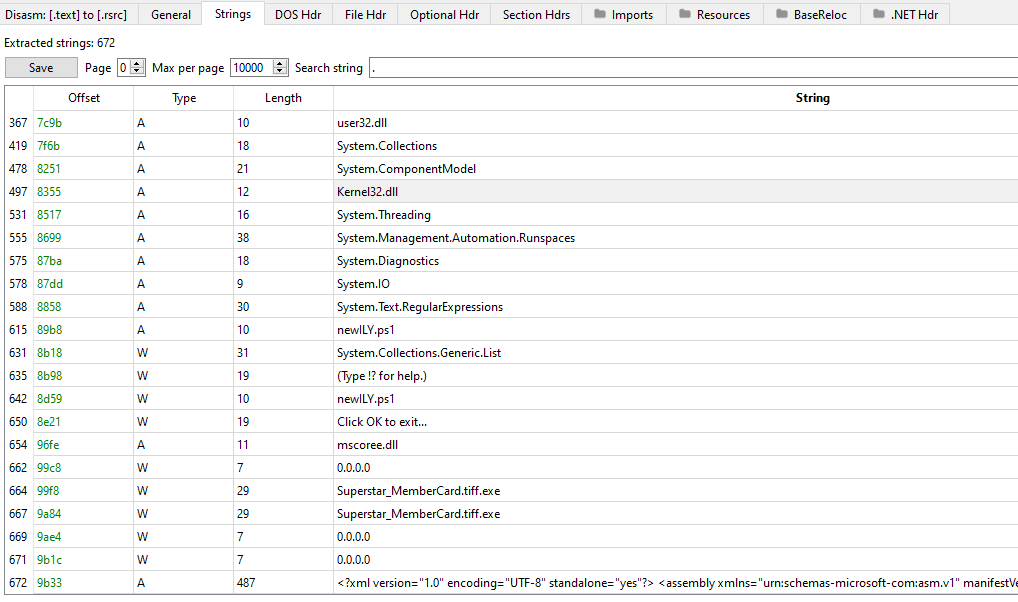 Disasm: [.text] to [.rsrc] General Strings DOS Hdr File Hdr Optional Hdr Section Hdrs Imports Resources BaseReloc .NET Hdr
Extracted strings: 672
Save Page 0 Max per page 10000 Search string .
Offset Type Length String
367 7c9b A 10 user32.dll
419 7f6b A 18 System.Collections
478 8251 A 21 System.ComponentModel
497 8355 A 12 Kernel32.dll
531 8517 A 16 System.Threading
555 8699 A 38 System.Management.Automation.Runspaces
575 87ba A 18 System.Diagnostics
578 87dd A 9 System.IO
588 8858 A 30 System.Text.RegularExpressions
615 89b8 A 10 newILY.ps1
631 8b18 W 31 System.Collections.Generic.List
635 8b98 W 19 (Type !? for help.)
642 8d59 W 10 newILY.ps1
650 8e21 W 19 Click OK to exit...
654 96fe A 11 mscoree.dll
662 99c8 W 7 0.0.0.0
664 99f8 W 29 Superstar_MemberCard.tiff.exe
667 9a84 W 29 Superstar_MemberCard.tiff.exe
669 9ae4 W 7 0.0.0.0
671 9b1c W 7 0.0.0.0
672 9b33 A 487 <?xml version="1.0" encoding="UTF-8" standalone="yes"?> <assembly xmlns="urn:schemas-microsoft-com:asm.v1" manifestVe